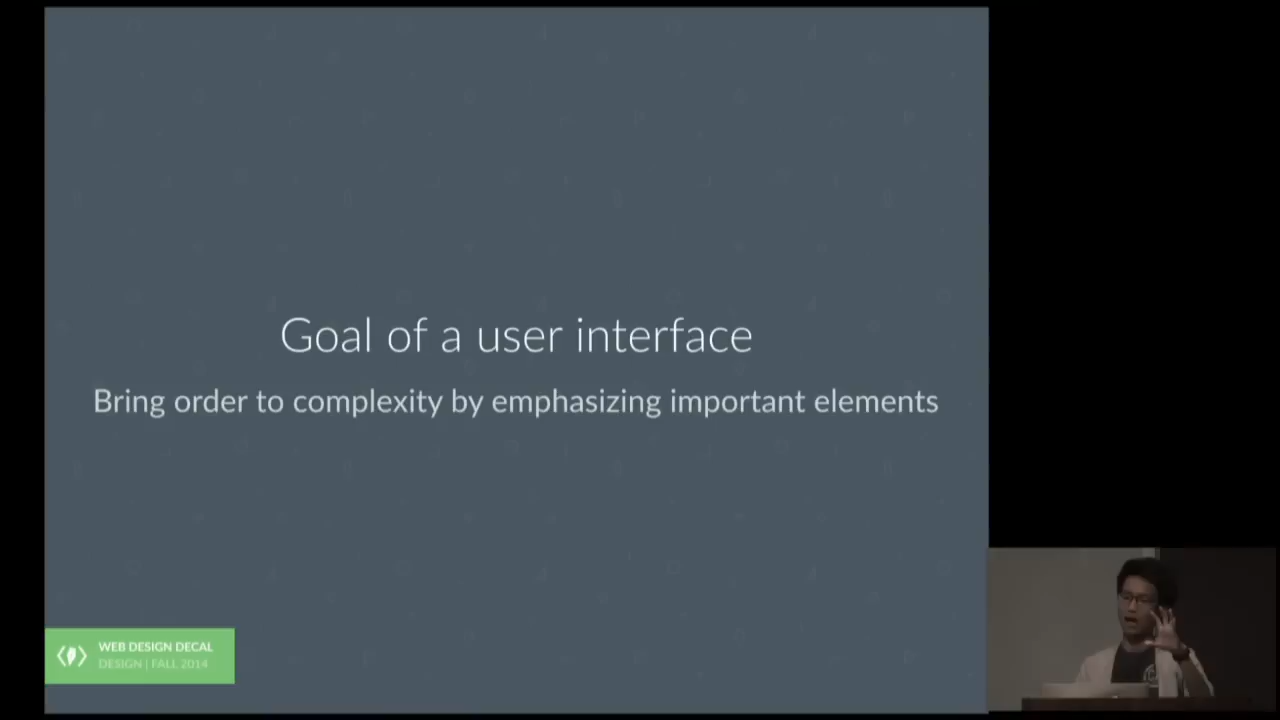 Goal of a user interface
Bring order to complexity by emphasizing important elements
WEB DESIGN DECAL
DESIGN | FALL 2014